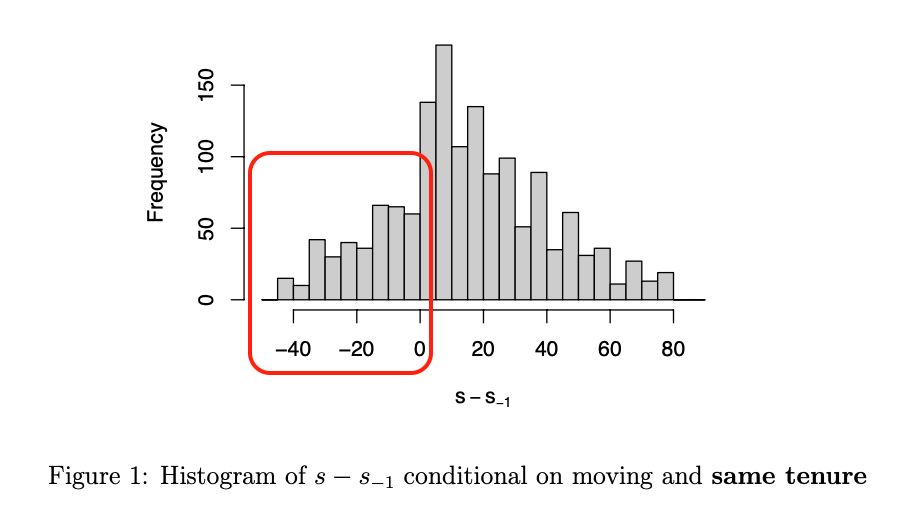 150
100
50
0
Frequency
−40 −20 0 20 40 60 80
s − s₋₁
Figure 1: Histogram of s − s₋₁ conditional on moving and same tenure